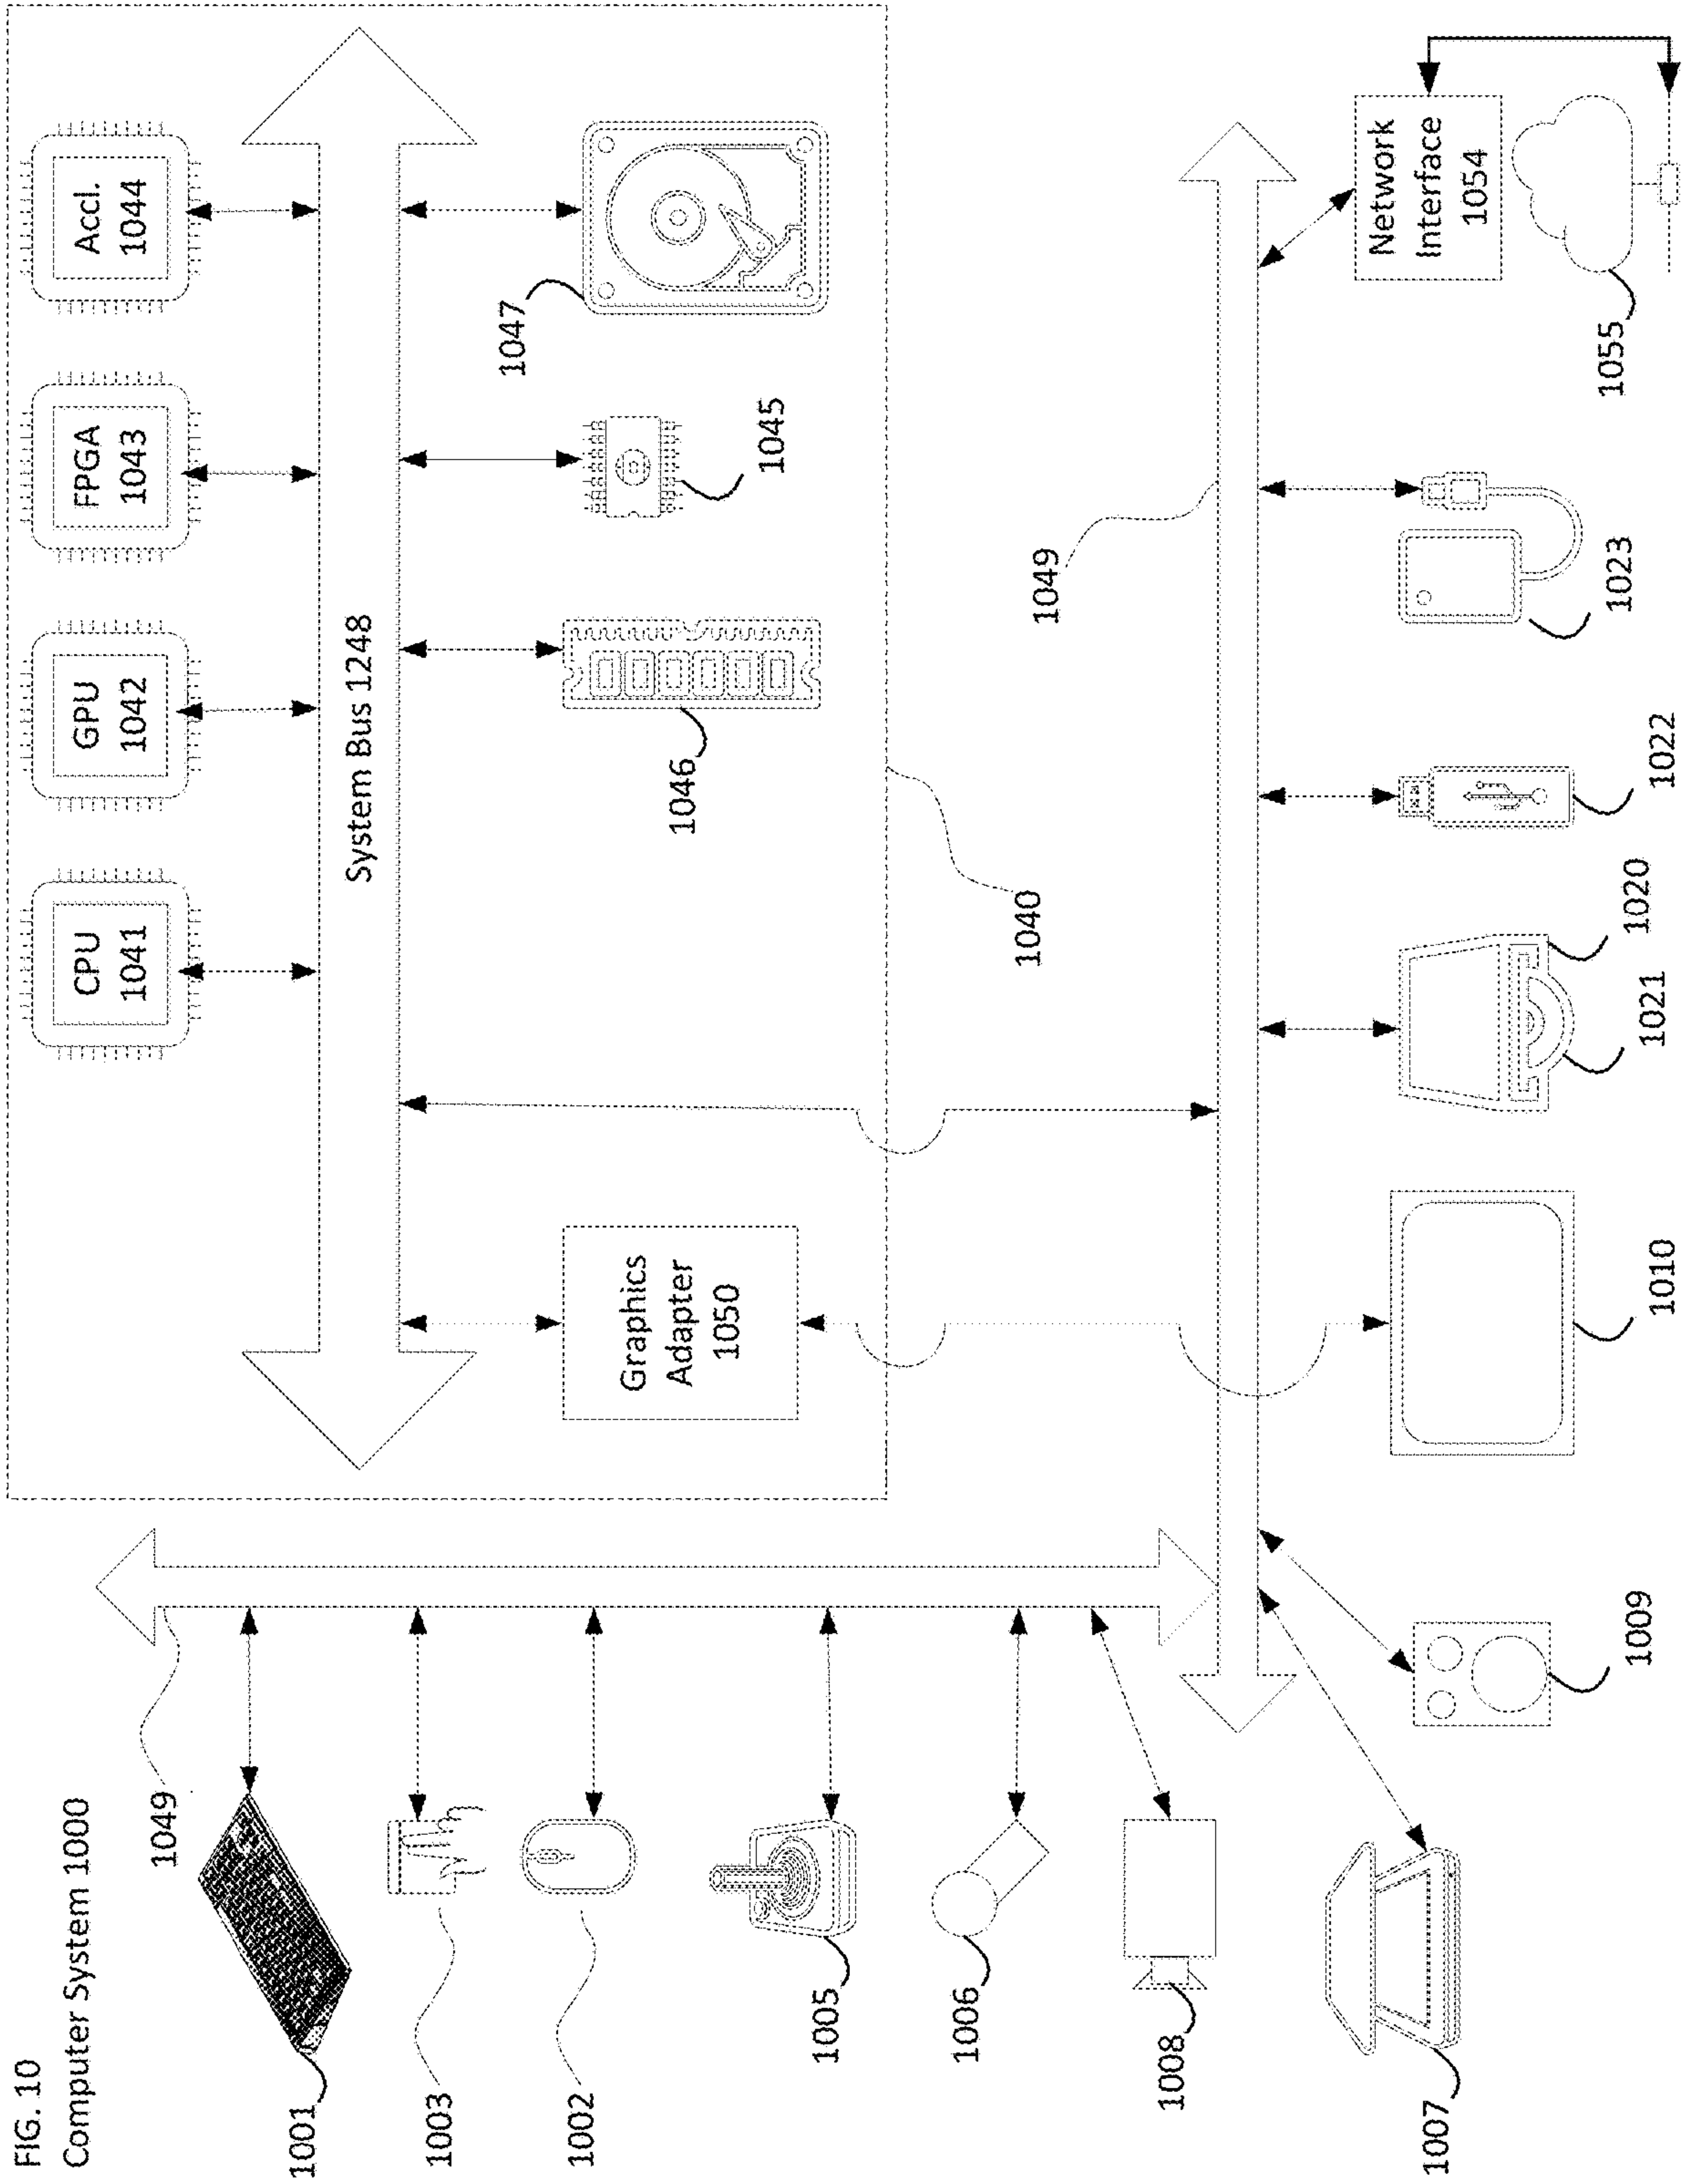 FIG. 10
Computer System 1000
1049
1001
1003
1002
1005
1006
1008
1007
CPU
1041
GPU
1042
FPGA
1043
Accl.
1044
System Bus 1248
Graphics
Adapter
1050
1046
1045
1047
1040
1049
1009
1010
1021
1020
1022
1023
Network
Interface
1054
1055